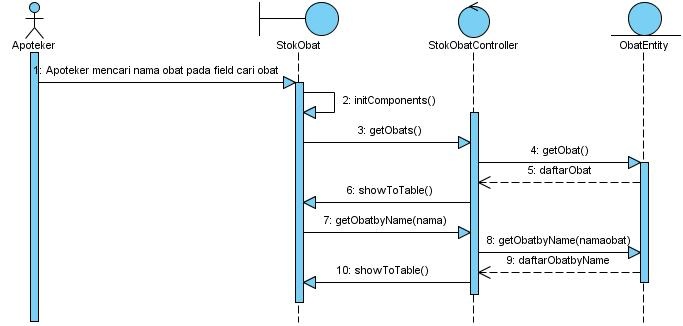 Apoteker
StokObat
StokObatController
ObatEntity
1: Apoteker mencari nama obat pada field cari obat
2: initComponents()
3: getObats()
4: getObat()
5: daftarObat
6: showToTable()
7: getObatbyName(nama)
8: getObatbyName(namaobat)
9: daftarObatbyName
10: showToTable()